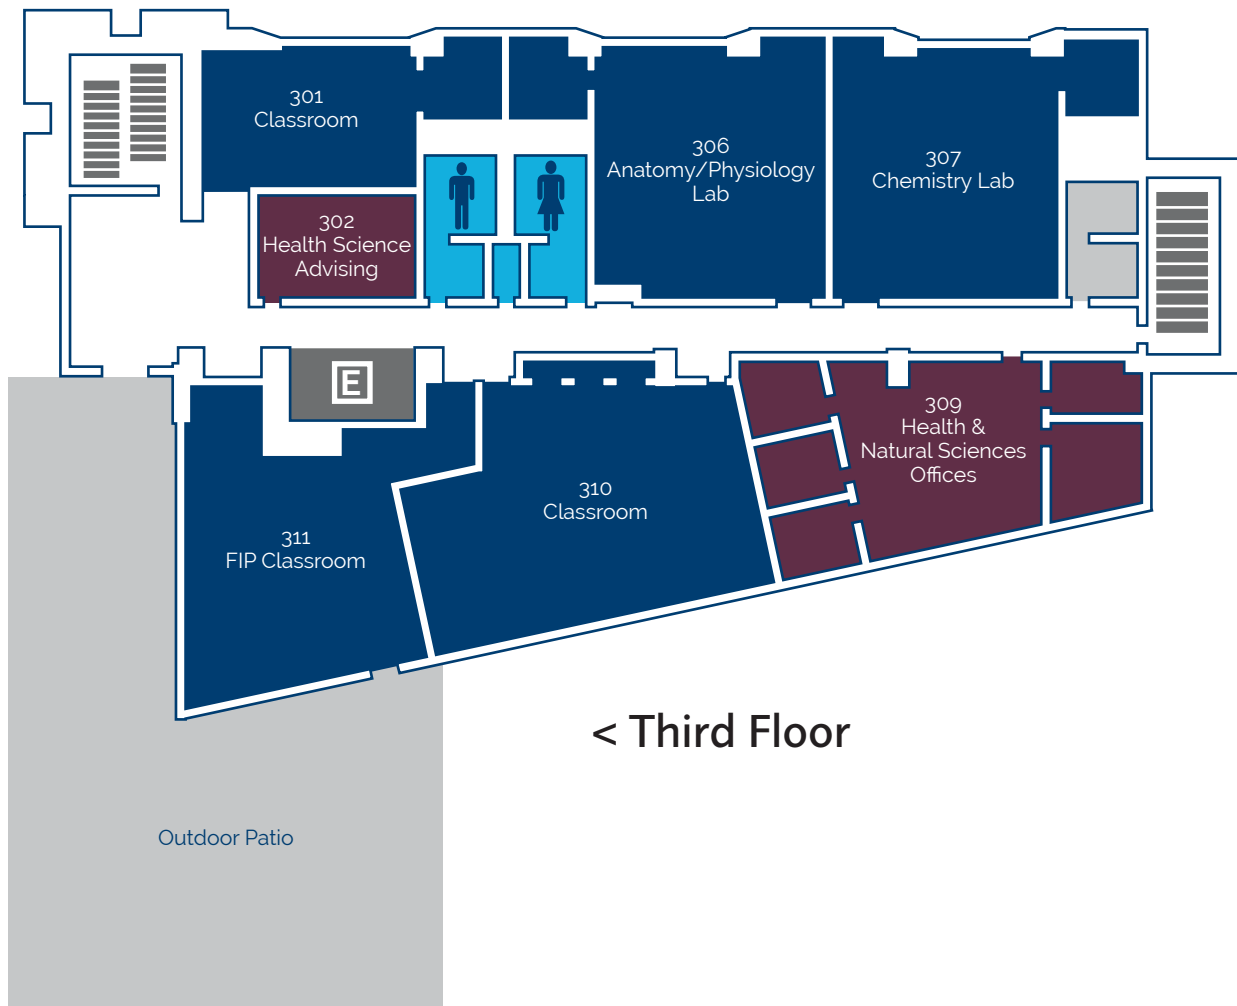 301
Classroom
306
Anatomy/Physiology
Lab
307
Chemistry Lab
302
Health Science
Advising
E
309
Health &
Natural Sciences
Offices
310
Classroom
311
FIP Classroom
< Third Floor
Outdoor Patio